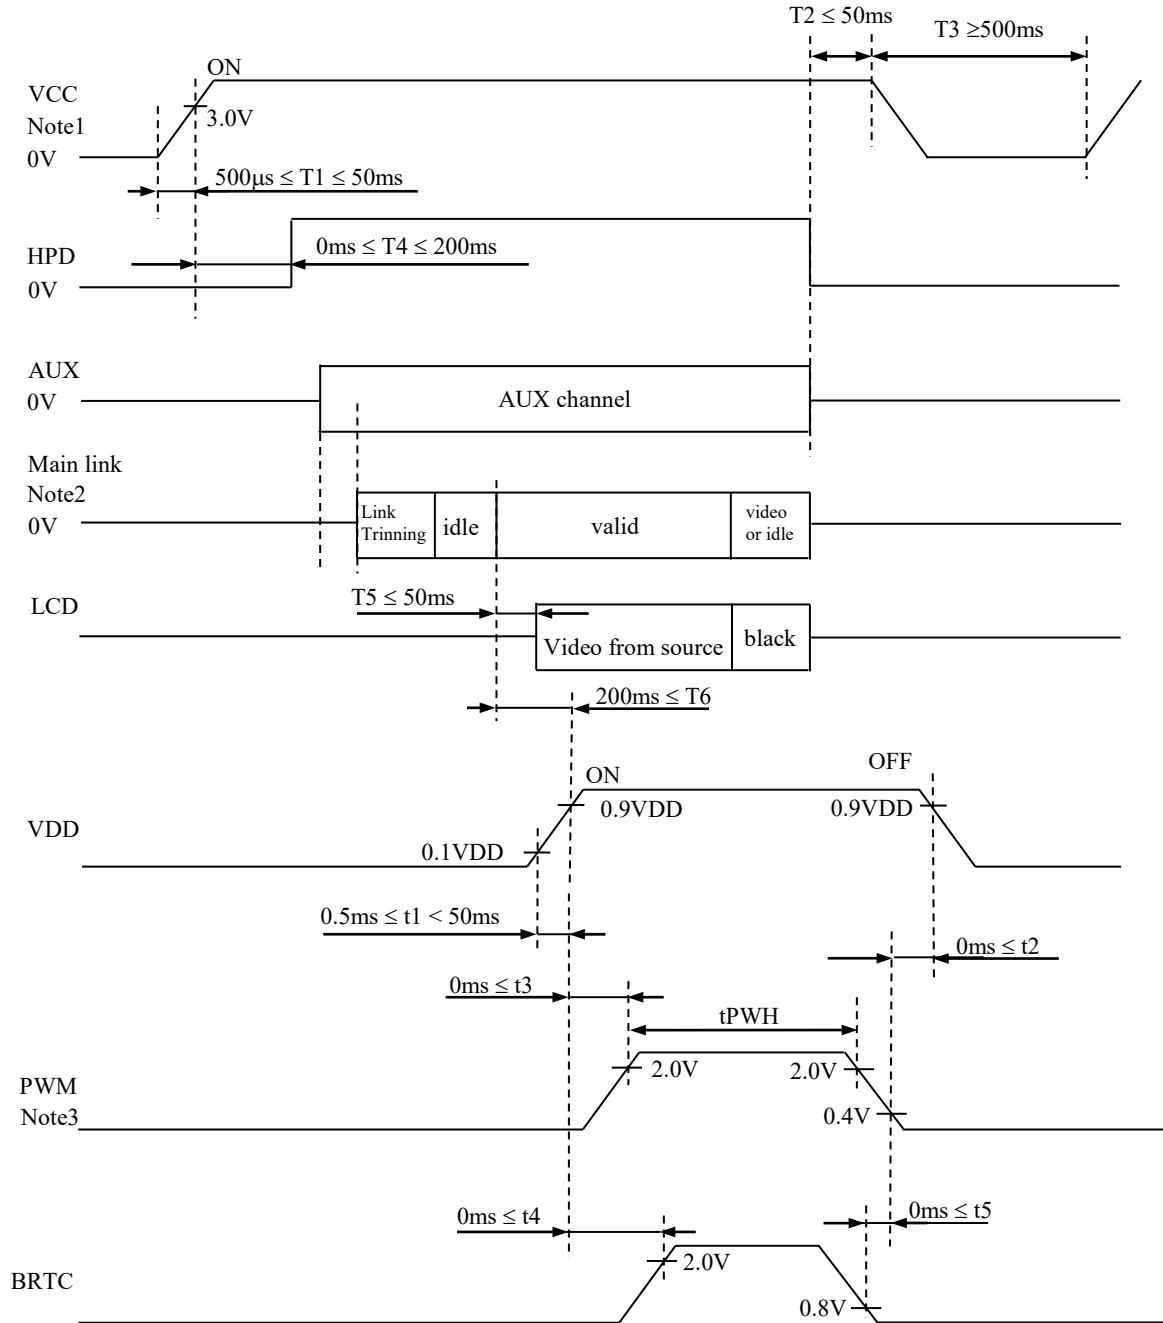 T2 ≤ 50ms
T3 ≥500ms
ON
VCC
Note1
0V
3.0V
500μs ≤ T1 ≤ 50ms
HPD
0V
0ms ≤ T4 ≤ 200ms
AUX
0V
AUX channel
Main link
Note2
0V
Link
Trinning
idle
valid
video
or idle
LCD
T5 ≤ 50ms
Video from source
black
200ms ≤ T6
VDD
ON
OFF
0.9VDD
0.9VDD
0.1VDD
0.5ms ≤ t1 < 50ms
0ms ≤ t2
0ms ≤ t3
tPWH
PWM
Note3
2.0V
2.0V
0.4V
0ms ≤ t4
0ms ≤ t5
BRTC
2.0V
0.8V